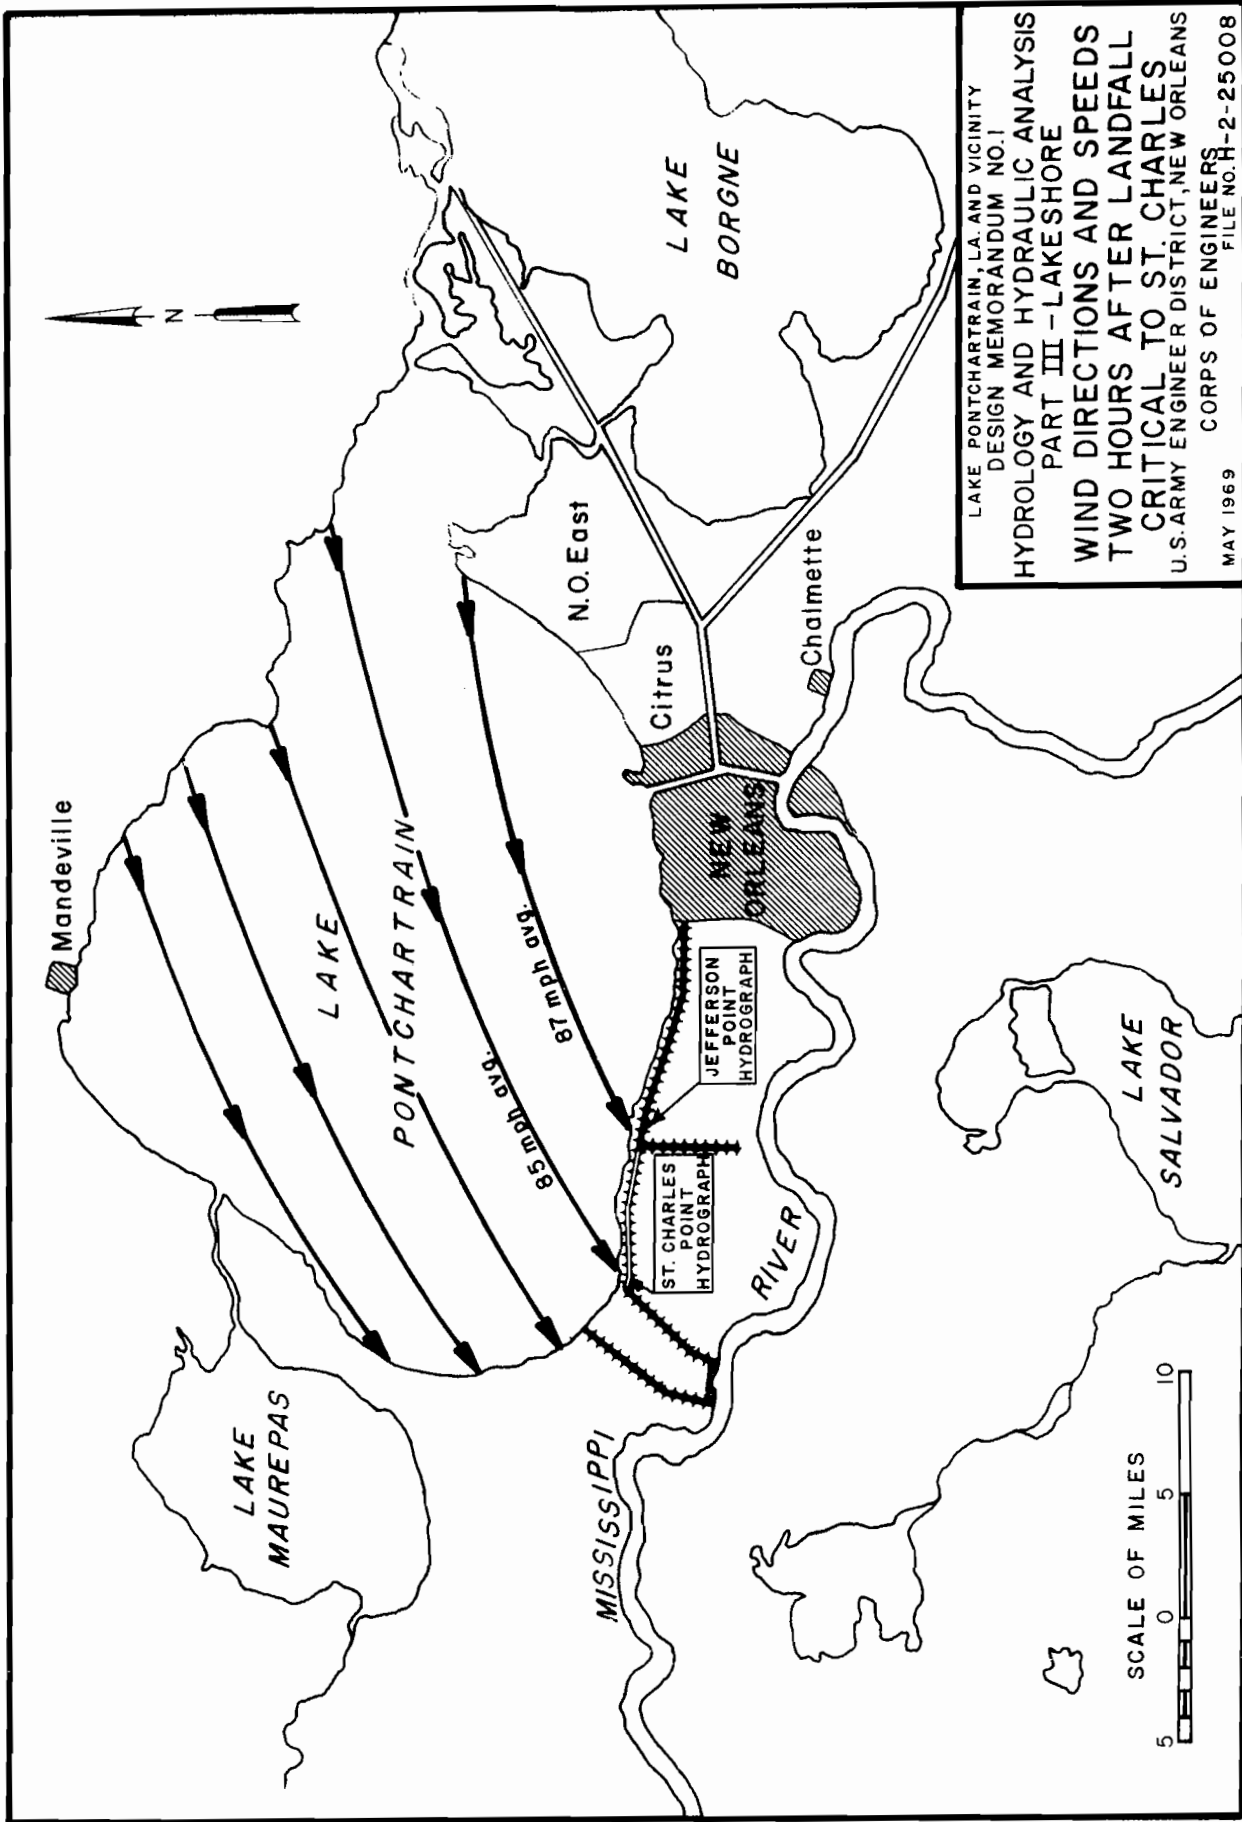 Mandeville
N
LAKE
PONTCHARTRAIN
LAKE
MAUREPAS
85 mph avg.
87 mph avg.
N.O. East
Citrus
LAKE
BORGNE
Chalmette
NEW
ORLEANS
JEFFERSON
POINT
HYDROGRAPH
ST. CHARLES
POINT
HYDROGRAPH
MISSISSIPPI
RIVER
LAKE
SALVADOR
SCALE OF MILES
5 0 5 10
LAKE PONTCHARTRAIN, LA. AND VICINITY
DESIGN MEMORANDUM NO. 1
HYDROLOGY AND HYDRAULIC ANALYSIS
PART III - LAKESHORE
WIND DIRECTIONS AND SPEEDS
TWO HOURS AFTER LANDFALL
CRITICAL TO ST. CHARLES
U.S. ARMY ENGINEER DISTRICT, NEW ORLEANS
CORPS OF ENGINEERS
MAY 1969 FILE NO. H-2-25008